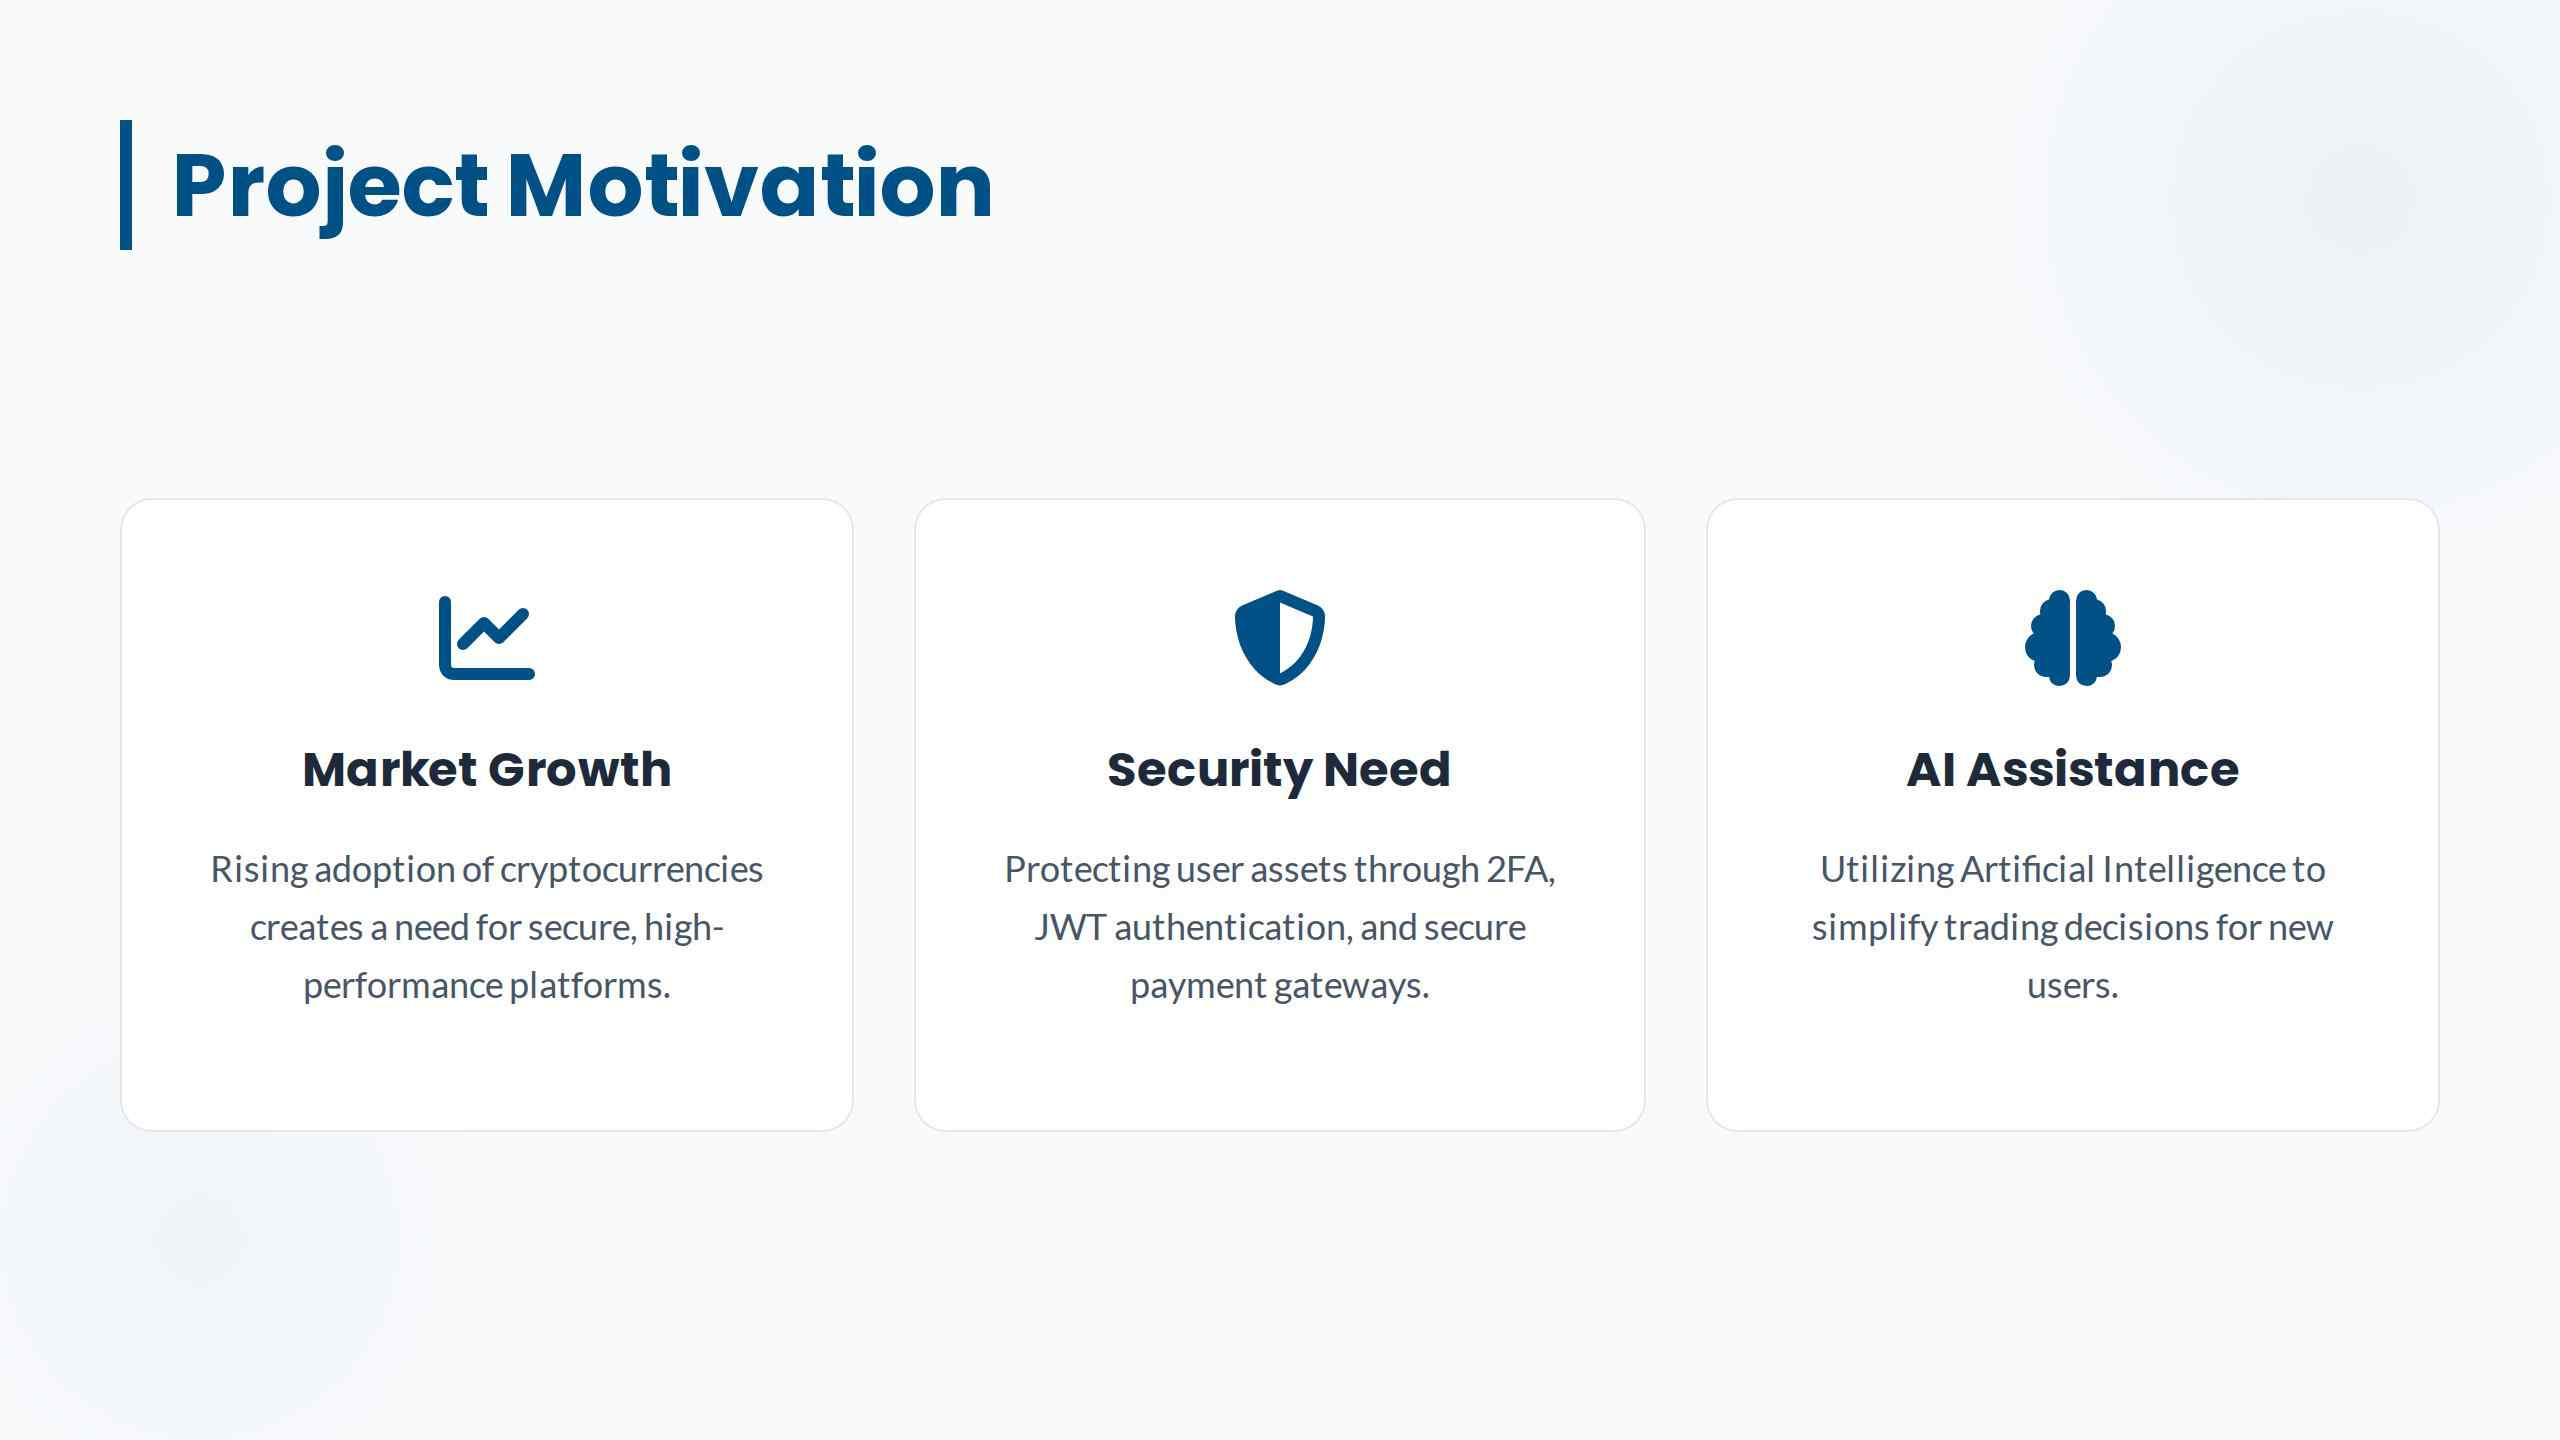 Project Motivation
Market Growth
Rising adoption of cryptocurrencies
creates a need for secure, high-
performance platforms.
Security Need
Protecting user assets through 2FA,
JWT authentication, and secure
payment gateways.
AI Assistance
Utilizing Artificial Intelligence to
simplify trading decisions for new
users.